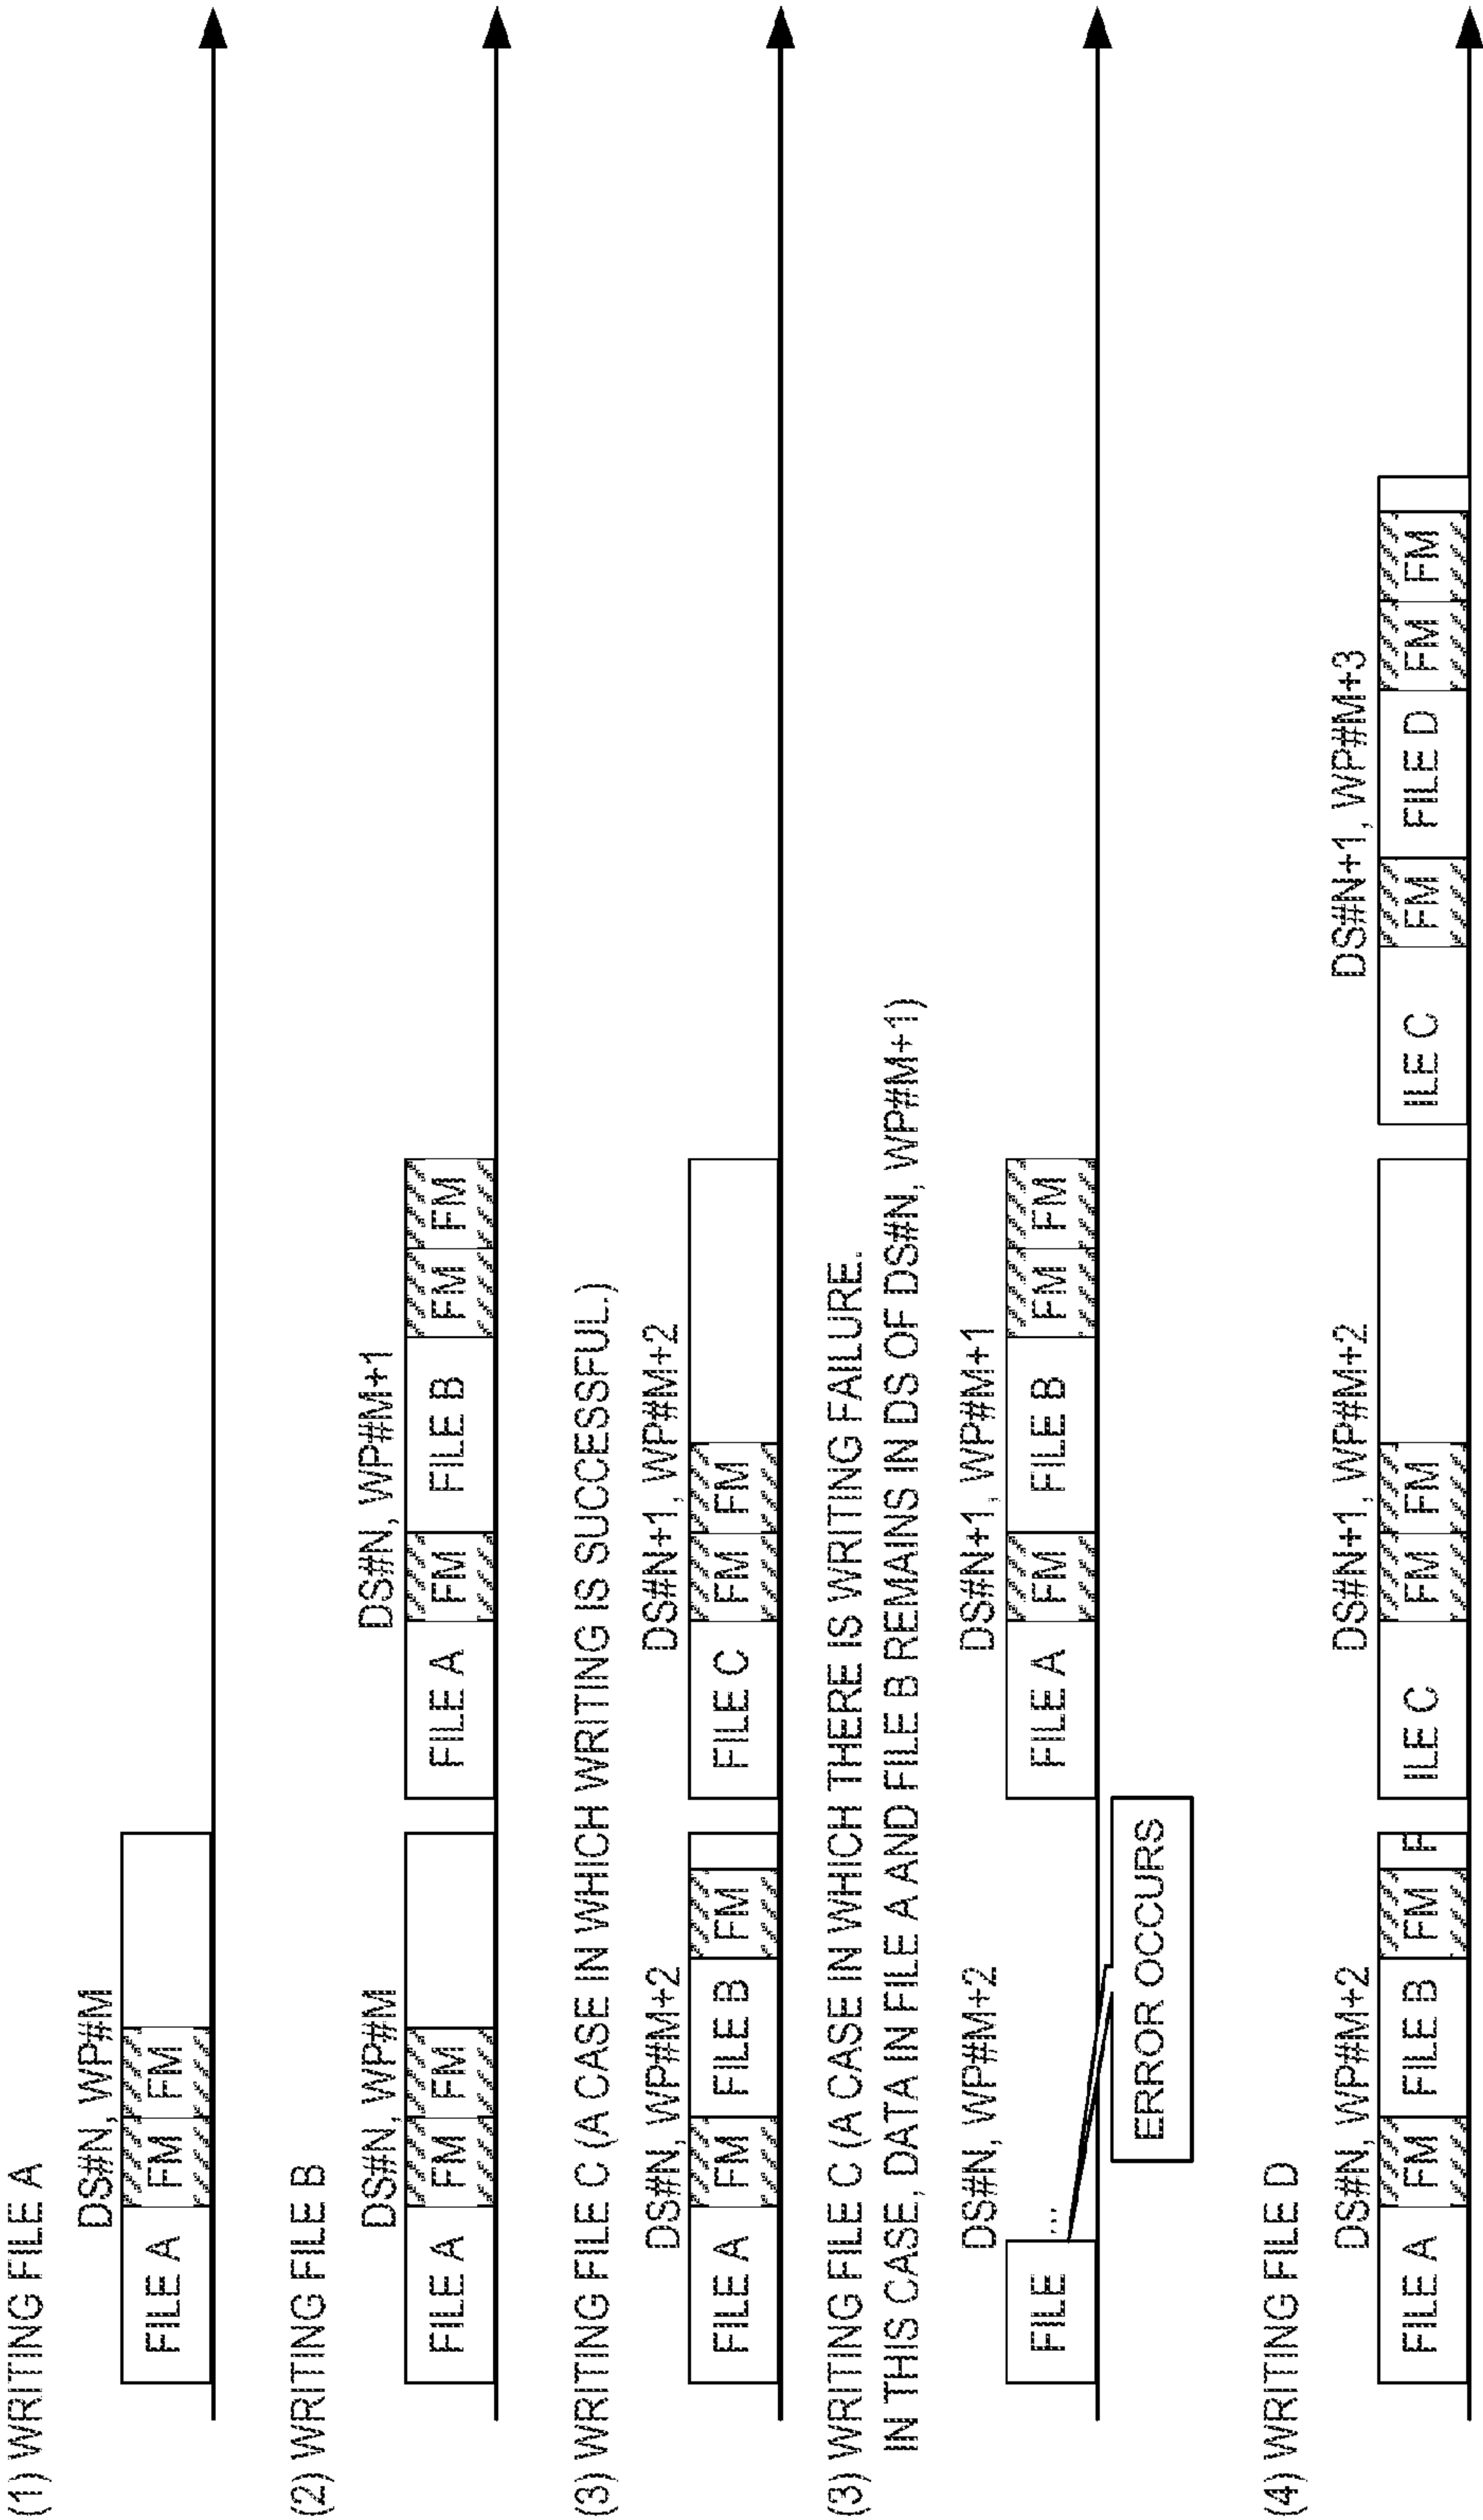 (1) WRITING FILE A
DS#N, WP#M
FILE A FM FM
(2) WRITING FILE B
DS#N, WP#M DS#N, WP#M+1
FILE A FM FM FILE A FM FILE B FM FM
(3) WRITING FILE C (A CASE IN WHICH WRITING IS SUCCESSFUL.)
DS#N, WP#M+2 DS#N+1, WP#M+2
FILE A FM FILE B FM FILE C FM FM
(3) WRITING FILE C (A CASE IN WHICH THERE IS WRITING FAILURE.
IN THIS CASE, DATA IN FILE A AND FILE B REMAINS IN DS OF DS#N, WP#M+1)
DS#N, WP#M+2 DS#N+1, WP#M+1
FILE ... FILE A FM FILE B FM FM
ERROR OCCURS
(4) WRITING FILE D
DS#N, WP#M+2 DS#N+1, WP#M+2 DS#N+1, WP#M+3
FILE A FM FILE B FM F ILE C FM FM ILE C FM FILE D FM FM